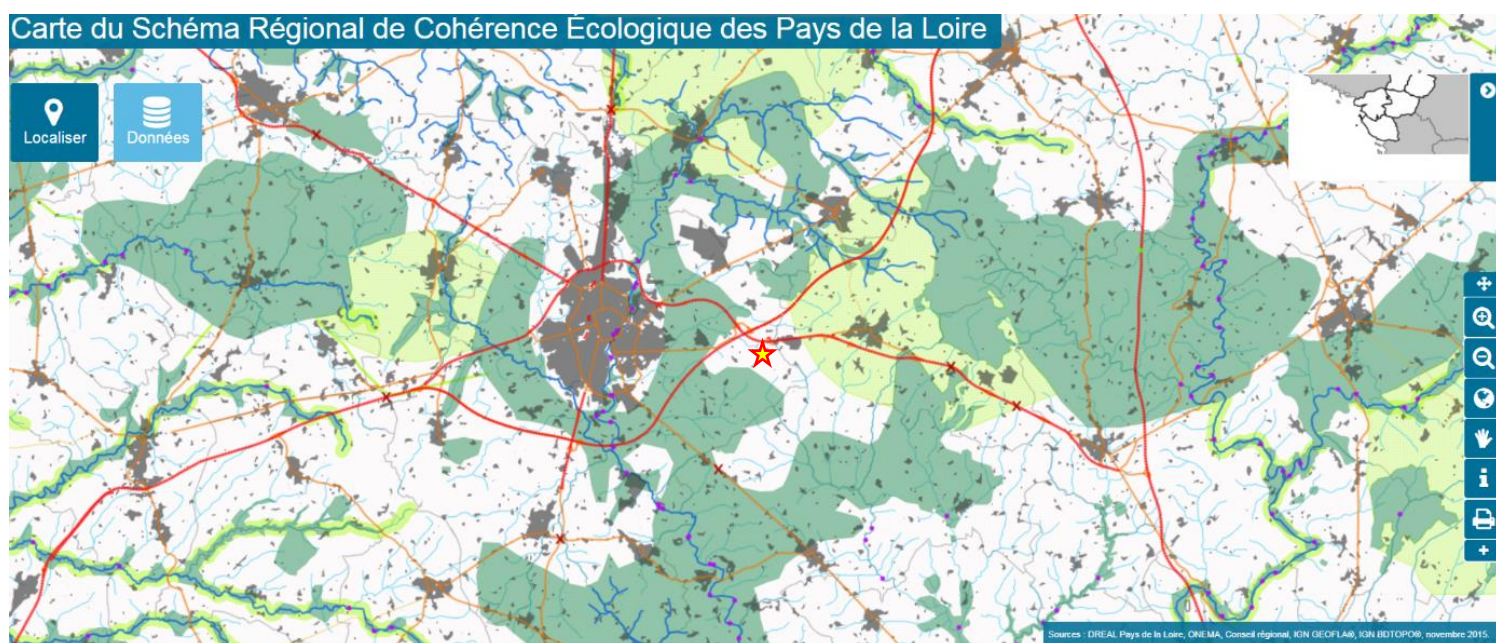 Carte du Schéma Régional de Cohérence Écologique des Pays de la Loire
Localiser
Données
Sources : DREAL Pays de la Loire, ONEMA, Conseil régional, IGN GEOFLA®, IGN BDTOPO®, novembre 2015.